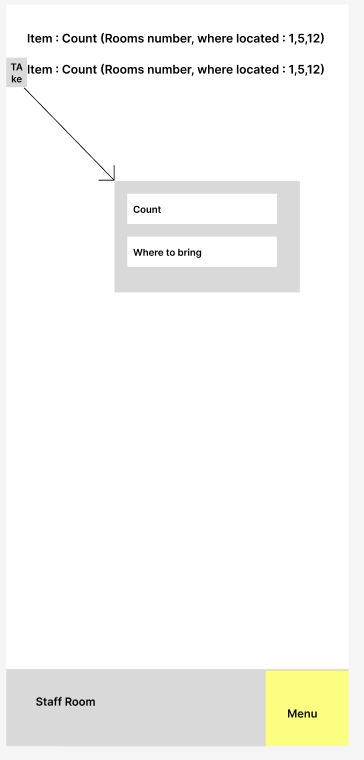 Item : Count (Rooms number, where located : 1,5,12)
TA
ke
Item : Count (Rooms number, where located : 1,5,12)
Count
Where to bring
Staff Room
Menu